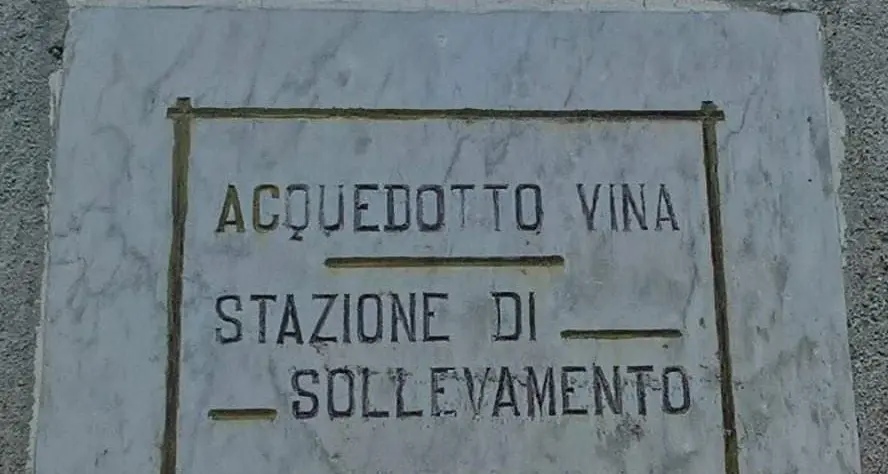 ACQUEDOTTO VINA
STAZIONE DI
SOLLEVAMENTO